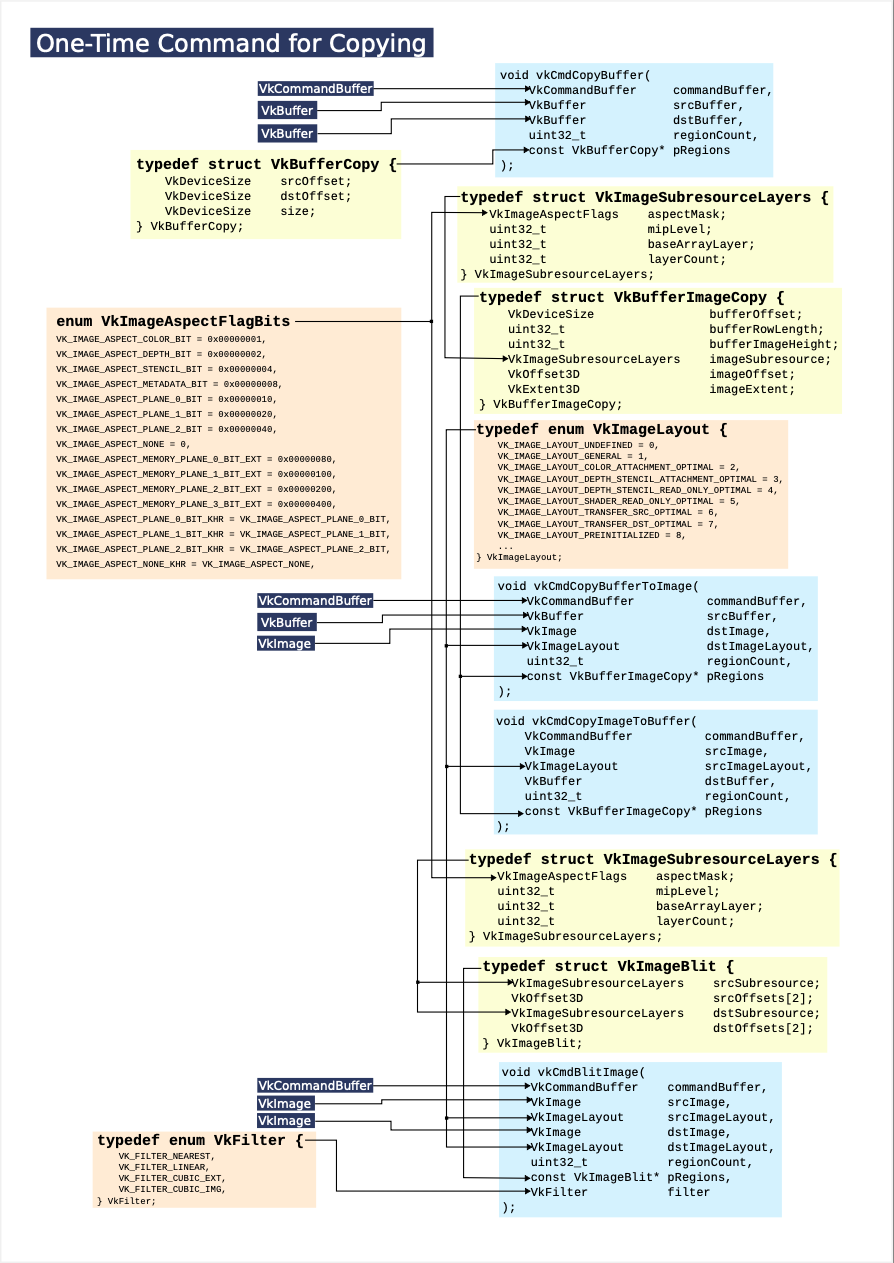 One-Time Command for Copying
void vkCmdCopyBuffer(
VkCommandBuffer commandBuffer,
VkBuffer srcBuffer,
VkBuffer dstBuffer,
uint32_t regionCount,
const VkBufferCopy* pRegions
);
VkCommandBuffer
VkBuffer
VkBuffer
typedef struct VkBufferCopy {
VkDeviceSize srcOffset;
VkDeviceSize dstOffset;
VkDeviceSize size;
} VkBufferCopy;
typedef struct VkImageSubresourceLayers {
VkImageAspectFlags aspectMask;
uint32_t mipLevel;
uint32_t baseArrayLayer;
uint32_t layerCount;
} VkImageSubresourceLayers;
typedef struct VkBufferImageCopy {
VkDeviceSize bufferOffset;
uint32_t bufferRowLength;
uint32_t bufferImageHeight;
VkImageSubresourceLayers imageSubresource;
VkOffset3D imageOffset;
VkExtent3D imageExtent;
} VkBufferImageCopy;
enum VkImageAspectFlagBits
VK_IMAGE_ASPECT_COLOR_BIT = 0x00000001,
VK_IMAGE_ASPECT_DEPTH_BIT = 0x00000002,
VK_IMAGE_ASPECT_STENCIL_BIT = 0x00000004,
VK_IMAGE_ASPECT_METADATA_BIT = 0x00000008,
VK_IMAGE_ASPECT_PLANE_0_BIT = 0x00000010,
VK_IMAGE_ASPECT_PLANE_1_BIT = 0x00000020,
VK_IMAGE_ASPECT_PLANE_2_BIT = 0x00000040,
VK_IMAGE_ASPECT_NONE = 0,
VK_IMAGE_ASPECT_MEMORY_PLANE_0_BIT_EXT = 0x00000080,
VK_IMAGE_ASPECT_MEMORY_PLANE_1_BIT_EXT = 0x00000100,
VK_IMAGE_ASPECT_MEMORY_PLANE_2_BIT_EXT = 0x00000200,
VK_IMAGE_ASPECT_MEMORY_PLANE_3_BIT_EXT = 0x00000400,
VK_IMAGE_ASPECT_PLANE_0_BIT_KHR = VK_IMAGE_ASPECT_PLANE_0_BIT,
VK_IMAGE_ASPECT_PLANE_1_BIT_KHR = VK_IMAGE_ASPECT_PLANE_1_BIT,
VK_IMAGE_ASPECT_PLANE_2_BIT_KHR = VK_IMAGE_ASPECT_PLANE_2_BIT,
VK_IMAGE_ASPECT_NONE_KHR = VK_IMAGE_ASPECT_NONE,
typedef enum VkImageLayout {
VK_IMAGE_LAYOUT_UNDEFINED = 0,
VK_IMAGE_LAYOUT_GENERAL = 1,
VK_IMAGE_LAYOUT_COLOR_ATTACHMENT_OPTIMAL = 2,
VK_IMAGE_LAYOUT_DEPTH_STENCIL_ATTACHMENT_OPTIMAL = 3,
VK_IMAGE_LAYOUT_DEPTH_STENCIL_READ_ONLY_OPTIMAL = 4,
VK_IMAGE_LAYOUT_SHADER_READ_ONLY_OPTIMAL = 5,
VK_IMAGE_LAYOUT_TRANSFER_SRC_OPTIMAL = 6,
VK_IMAGE_LAYOUT_TRANSFER_DST_OPTIMAL = 7,
VK_IMAGE_LAYOUT_PREINITIALIZED = 8,
...
} VkImageLayout;
VkCommandBuffer
VkBuffer
VkImage
void vkCmdCopyBufferToImage(
VkCommandBuffer commandBuffer,
VkBuffer srcBuffer,
VkImage dstImage,
VkImageLayout dstImageLayout,
uint32_t regionCount,
const VkBufferImageCopy* pRegions
);
void vkCmdCopyImageToBuffer(
VkCommandBuffer commandBuffer,
VkImage srcImage,
VkImageLayout srcImageLayout,
VkBuffer dstBuffer,
uint32_t regionCount,
const VkBufferImageCopy* pRegions
);
typedef struct VkImageSubresourceLayers {
VkImageAspectFlags aspectMask;
uint32_t mipLevel;
uint32_t baseArrayLayer;
uint32_t layerCount;
} VkImageSubresourceLayers;
typedef struct VkImageBlit {
VkImageSubresourceLayers srcSubresource;
VkOffset3D srcOffsets[2];
VkImageSubresourceLayers dstSubresource;
VkOffset3D dstOffsets[2];
} VkImageBlit;
VkCommandBuffer
VkImage
VkImage
typedef enum VkFilter {
VK_FILTER_NEAREST,
VK_FILTER_LINEAR,
VK_FILTER_CUBIC_EXT,
VK_FILTER_CUBIC_IMG,
} VkFilter;
void vkCmdBlitImage(
VkCommandBuffer commandBuffer,
VkImage srcImage,
VkImageLayout srcImageLayout,
VkImage dstImage,
VkImageLayout dstImageLayout,
uint32_t regionCount,
const VkImageBlit* pRegions,
VkFilter filter
);